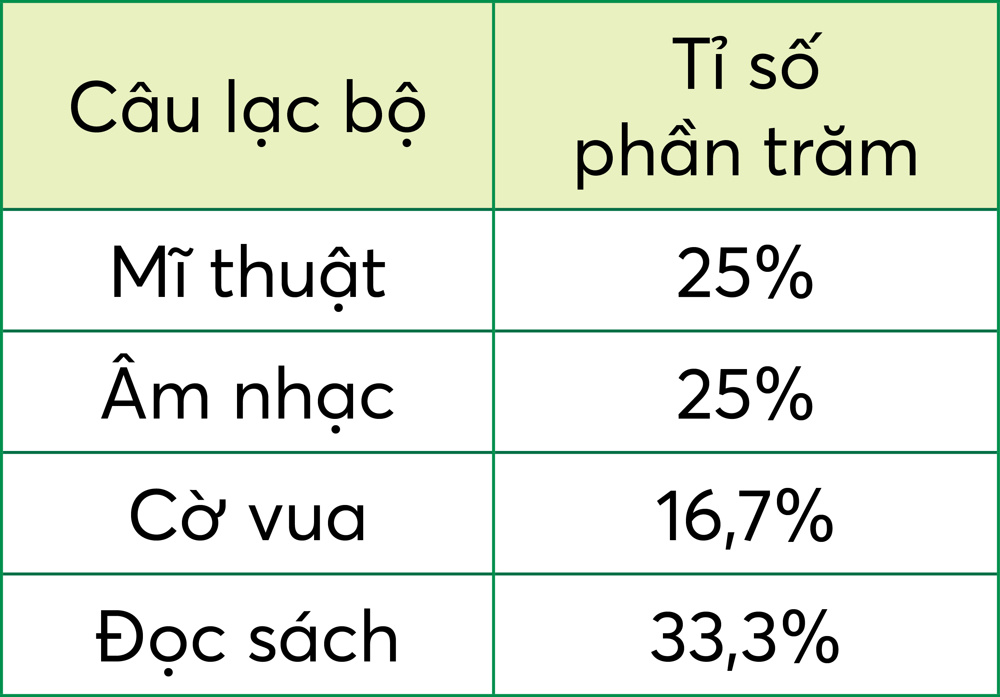 Câu lạc bộ
Tỉ số
phần trăm
Mĩ thuật
25%
Âm nhạc
25%
Cờ vua
16,7%
Đọc sách
33,3%